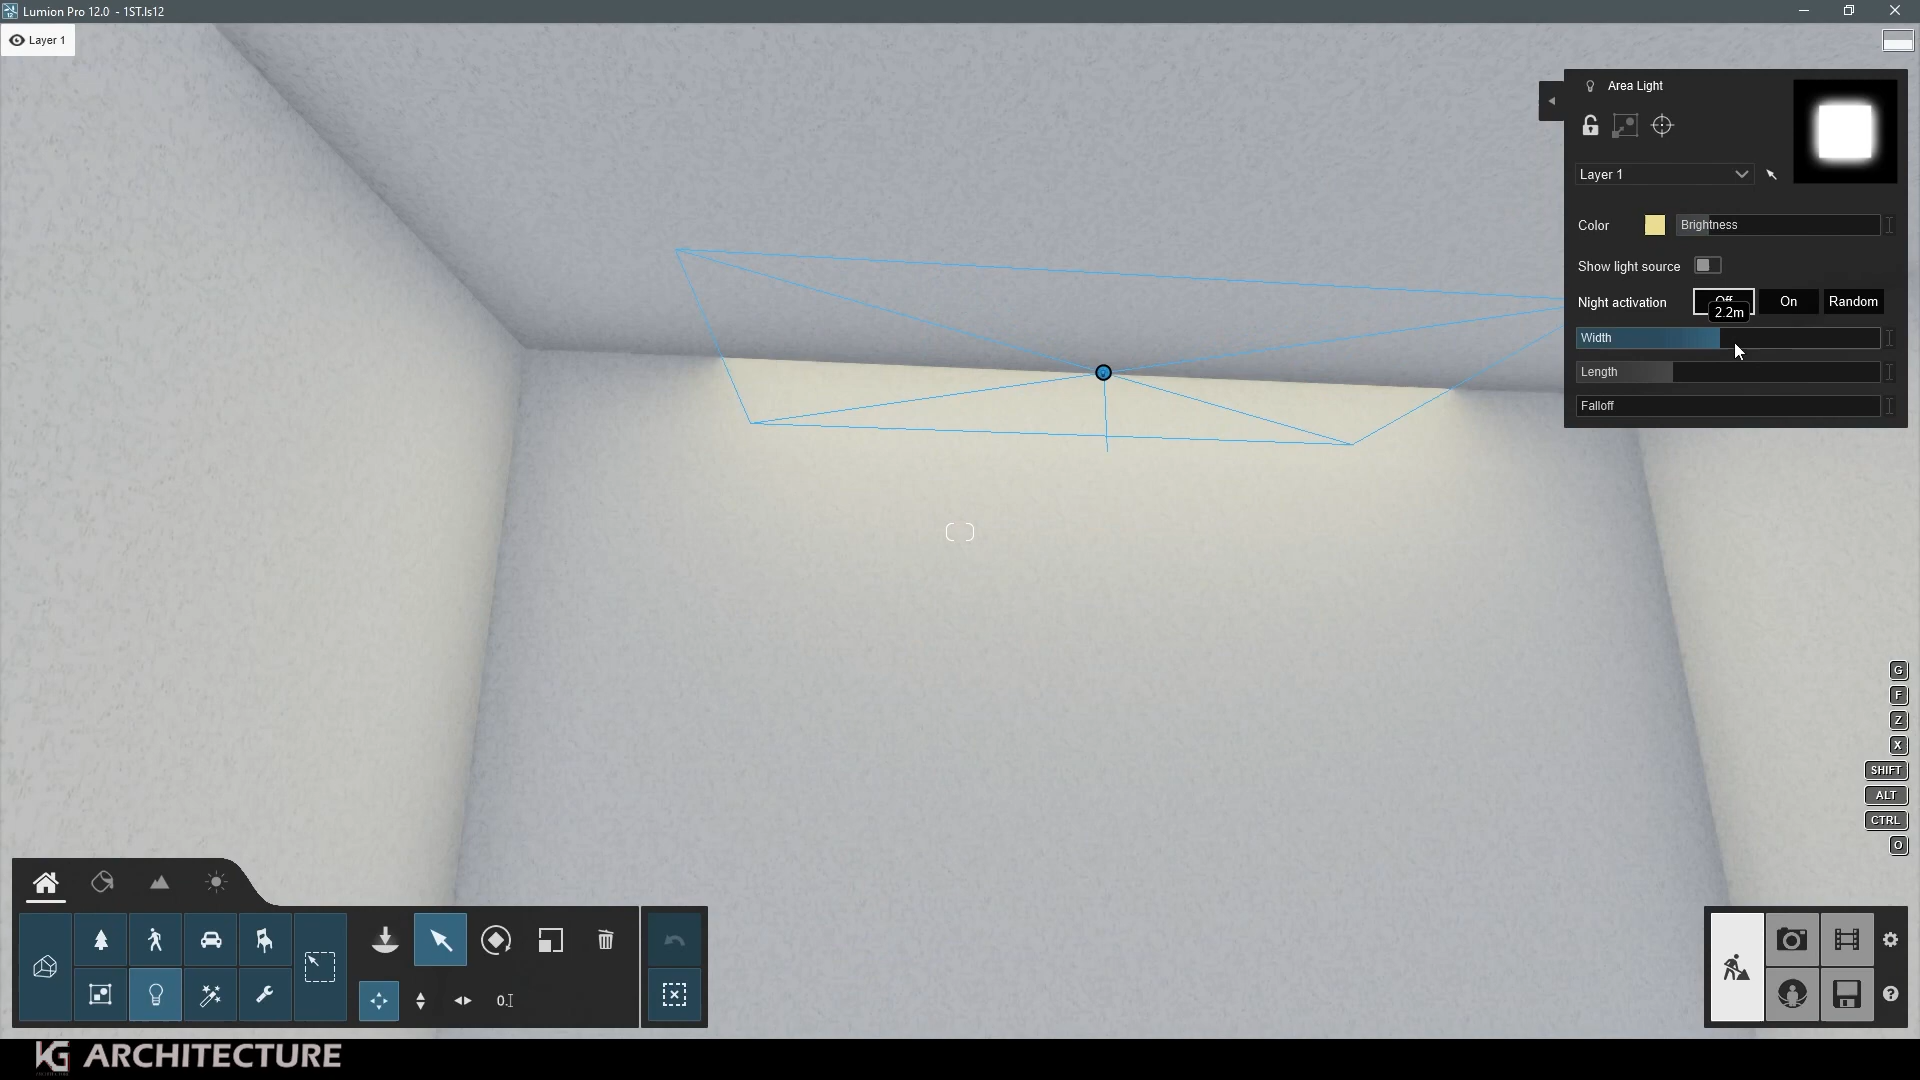 Lumion Pro 12.0 - 1ST.ls12
Layer 1
Area Light
Layer 1
Color
Brightness
Show light source
Night activation
Off
On
Random
2.2m
Width
Length
Falloff
G
F
Z
X
SHIFT
ALT
CTRL
O
0.
?
KG ARCHITECTURE